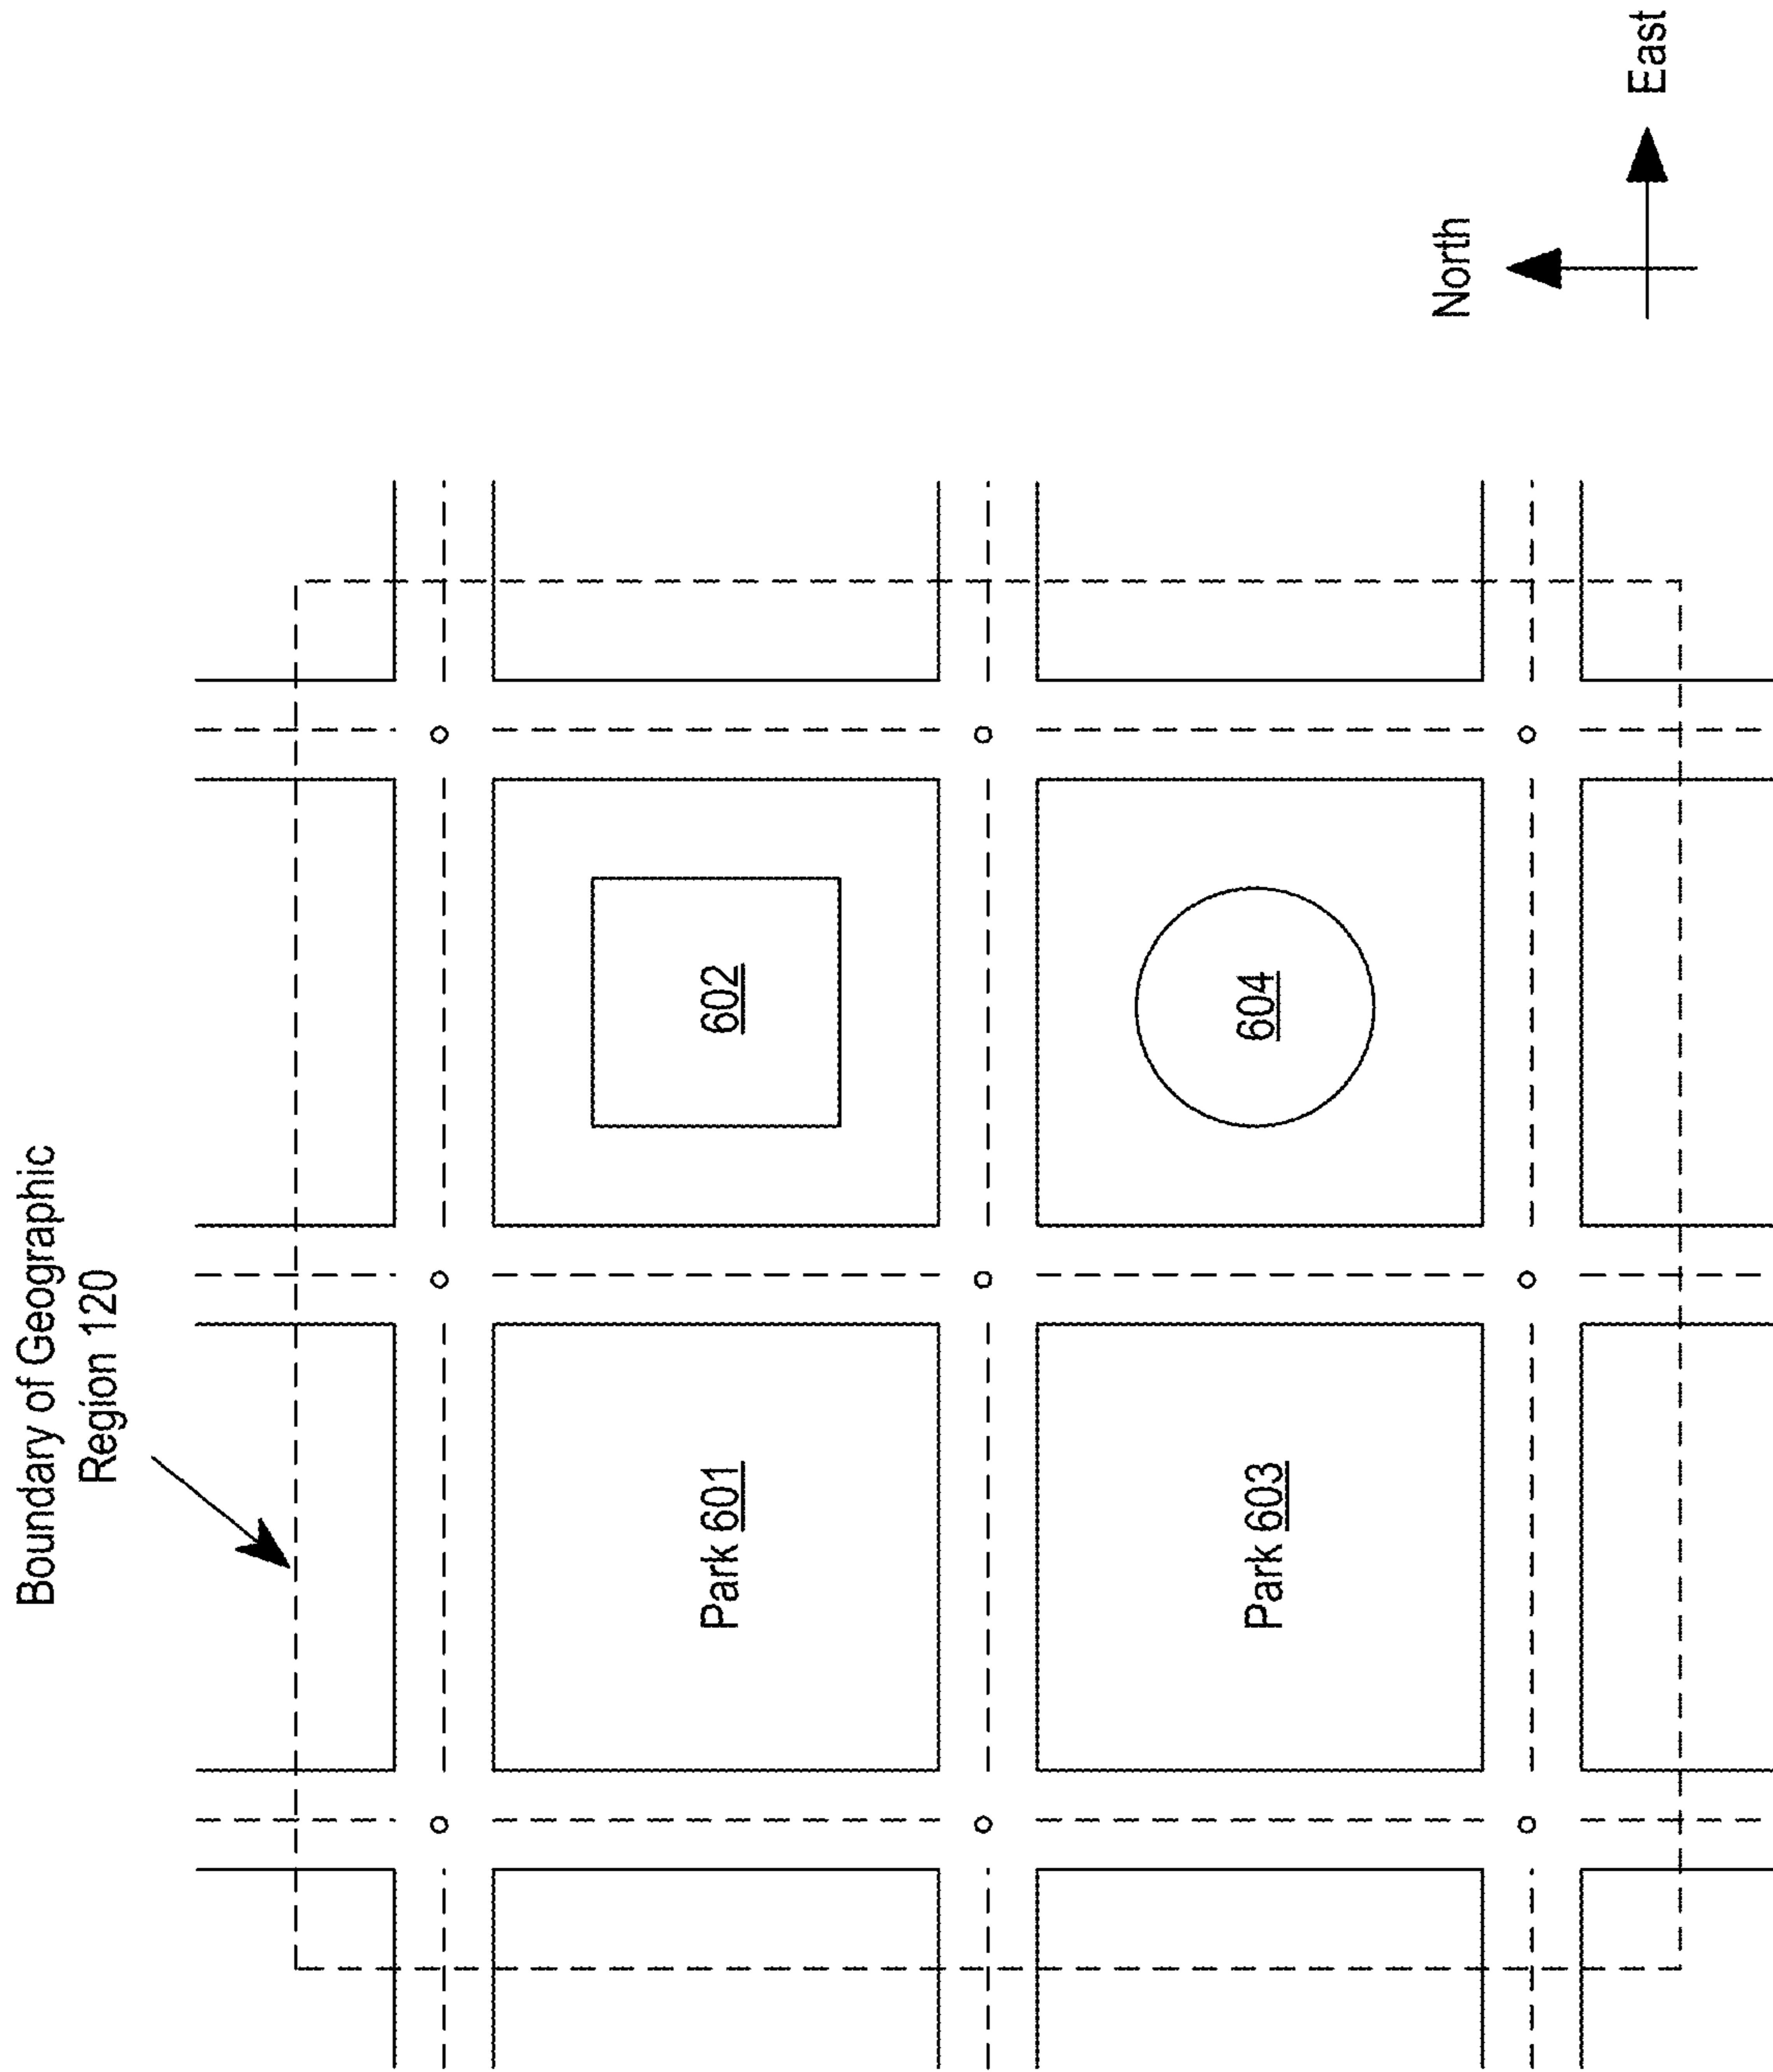 Boundary of Geographic
Region 120
Park 601
602
Park 603
604
North
East